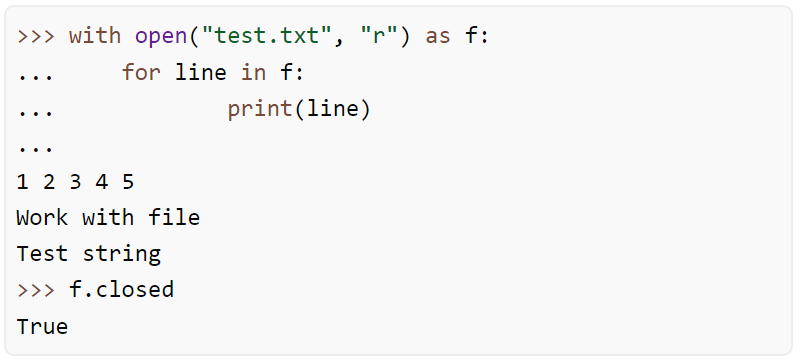 >>> with open("test.txt", "r") as f:
...     for line in f:
...             print(line)
...
1 2 3 4 5
Work with file
Test string
>>> f.closed
True